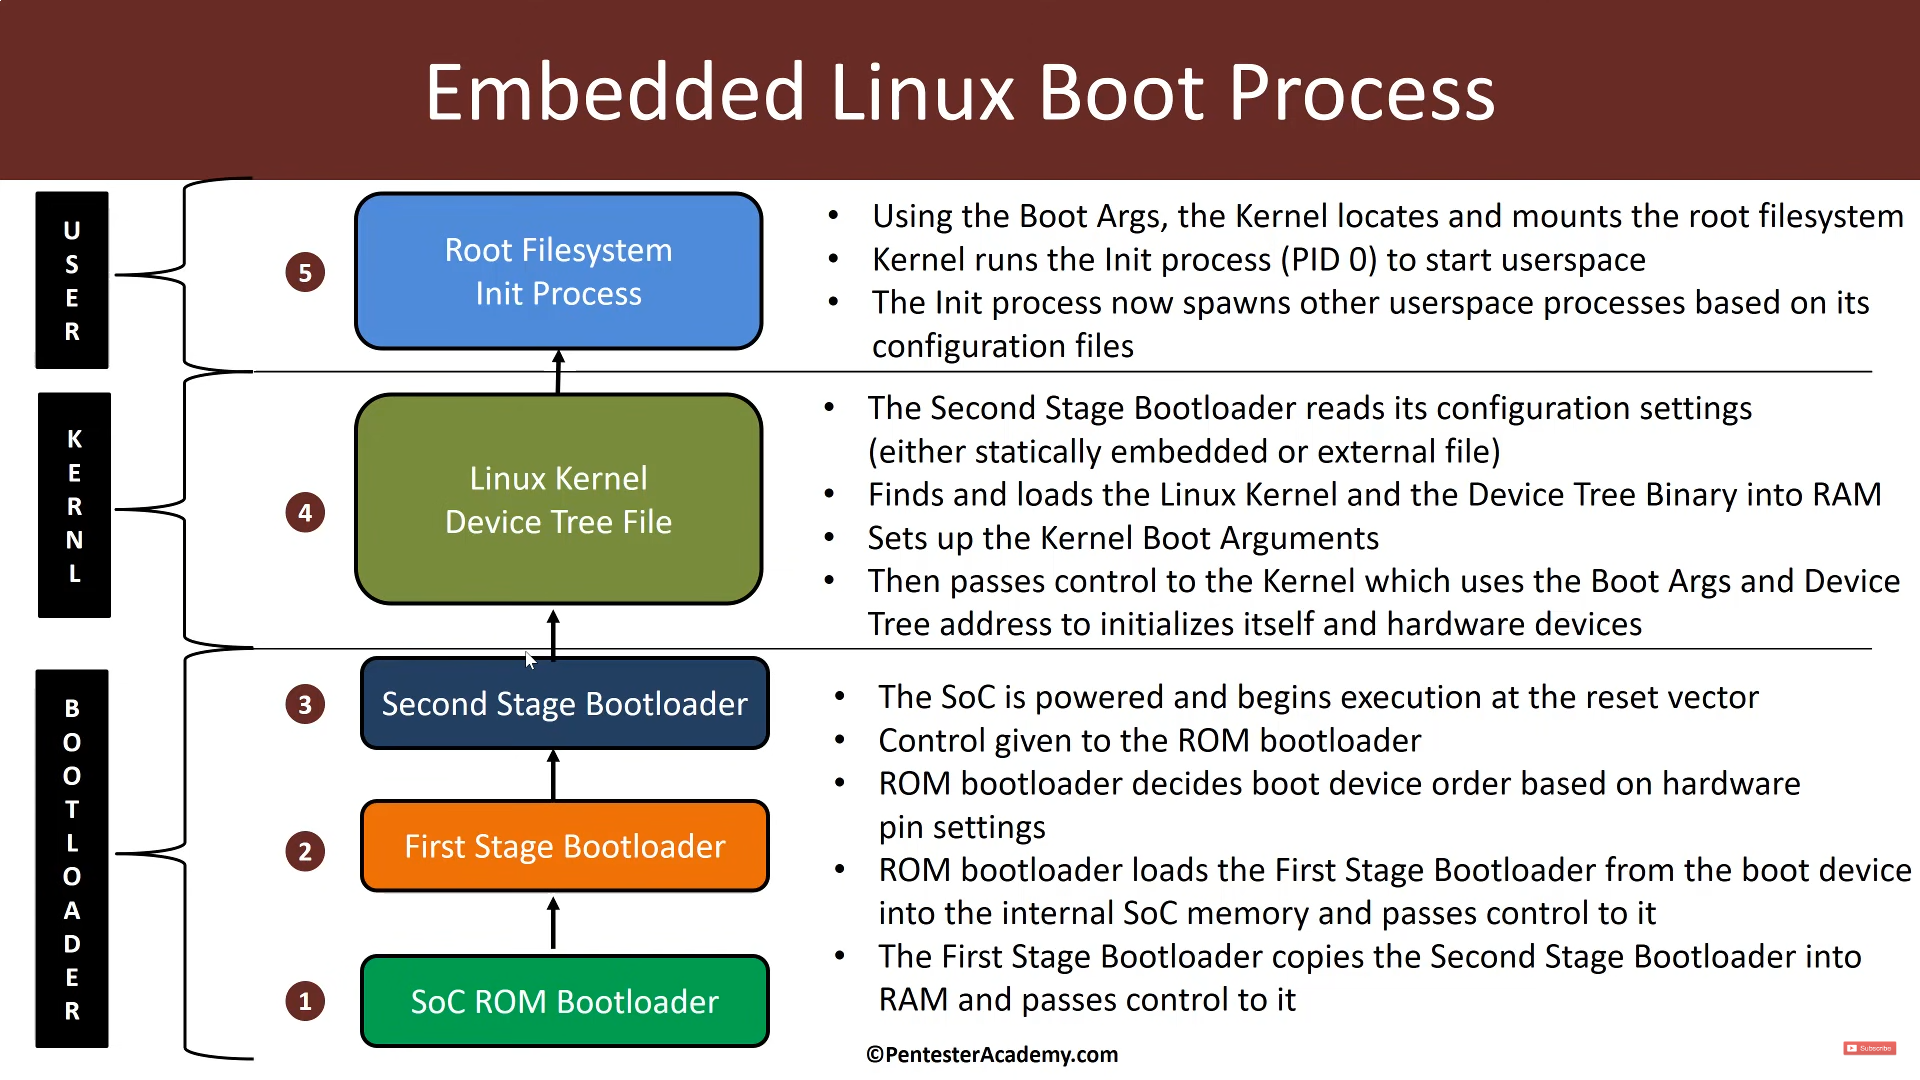 Embedded Linux Boot Process
USER
5
Root Filesystem
Init Process
• Using the Boot Args, the Kernel locates and mounts the root filesystem
• Kernel runs the Init process (PID 0) to start userspace
• The Init process now spawns other userspace processes based on its
configuration files
KERNL
4
Linux Kernel
Device Tree File
• The Second Stage Bootloader reads its configuration settings
(either statically embedded or external file)
• Finds and loads the Linux Kernel and the Device Tree Binary into RAM
• Sets up the Kernel Boot Arguments
• Then passes control to the Kernel which uses the Boot Args and Device
Tree address to initializes itself and hardware devices
BOOTLOADER
3
Second Stage Bootloader
2
First Stage Bootloader
1
SoC ROM Bootloader
• The SoC is powered and begins execution at the reset vector
• Control given to the ROM bootloader
• ROM bootloader decides boot device order based on hardware
pin settings
• ROM bootloader loads the First Stage Bootloader from the boot device
into the internal SoC memory and passes control to it
• The First Stage Bootloader copies the Second Stage Bootloader into
RAM and passes control to it
©PentesterAcademy.com
Subscribe